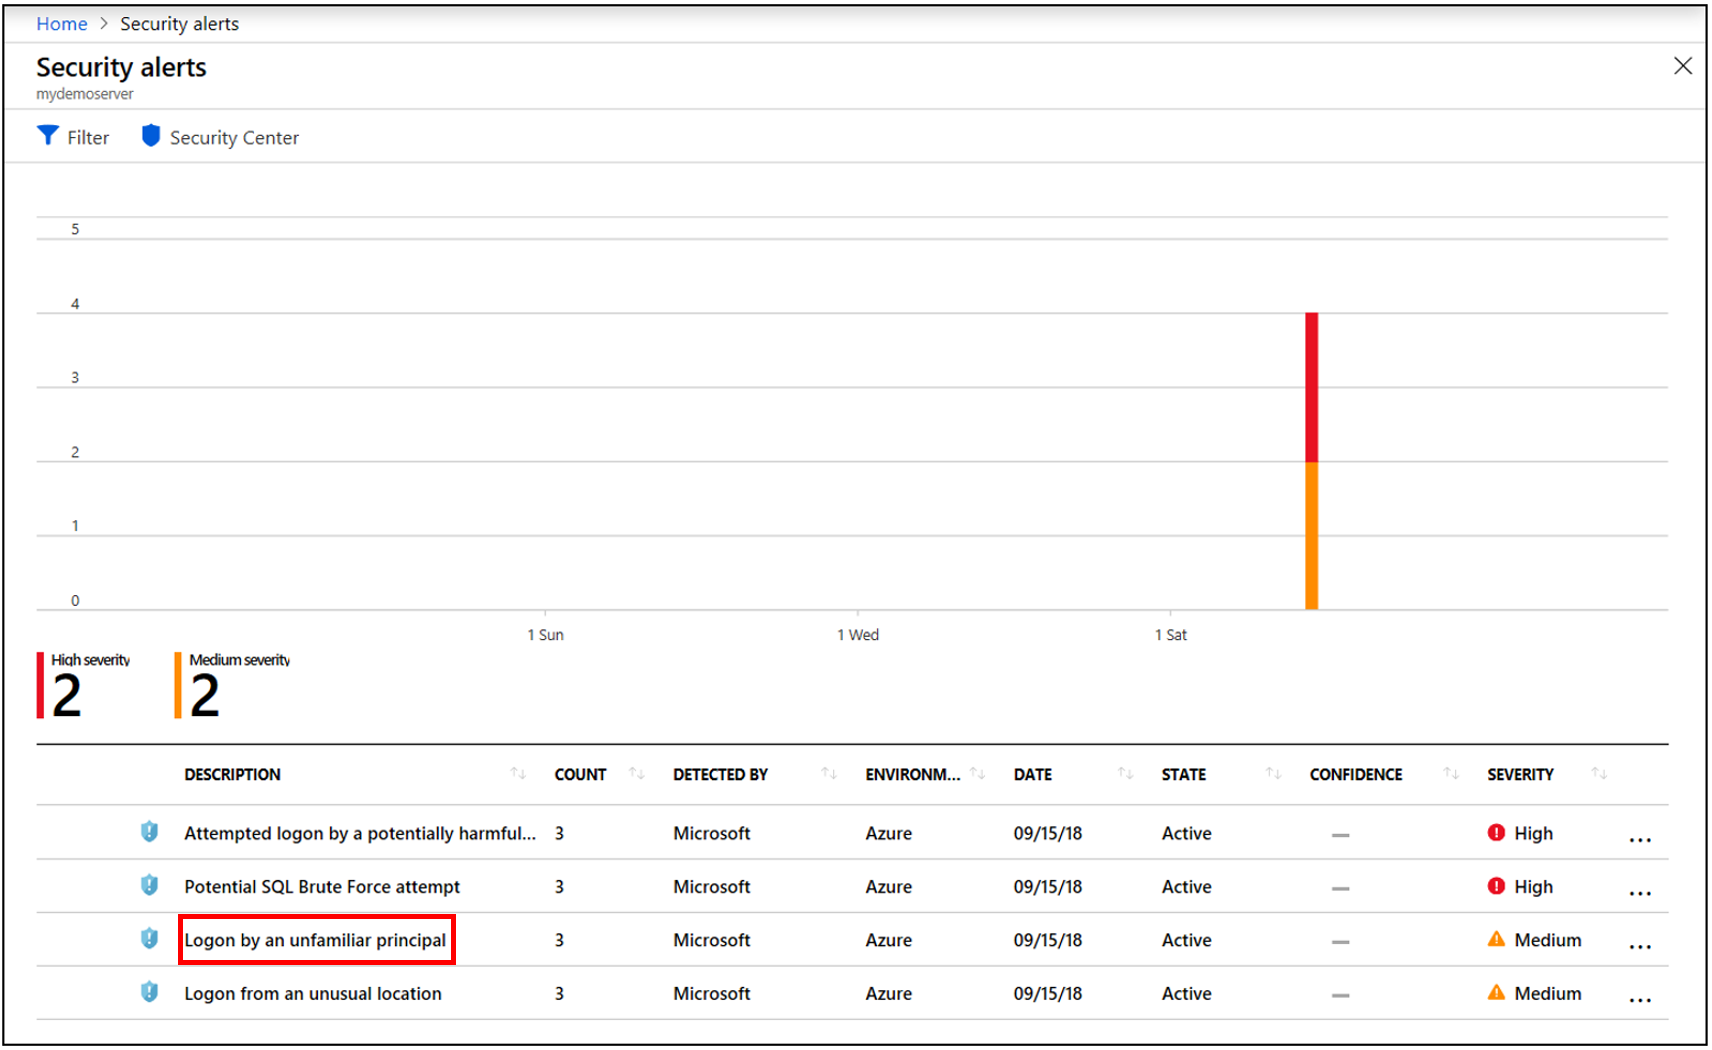 Home > Security alerts
Security alerts
mydemoserver
Filter Security Center
5
4
3
2
1
0
1 Sun 1 Wed 1 Sat
High severity Medium severity
2 2
DESCRIPTION COUNT DETECTED BY ENVIRONM... DATE STATE CONFIDENCE SEVERITY
Attempted logon by a potentially harmful... 3 Microsoft Azure 09/15/18 Active — High ...
Potential SQL Brute Force attempt 3 Microsoft Azure 09/15/18 Active — High ...
Logon by an unfamiliar principal 3 Microsoft Azure 09/15/18 Active — Medium ...
Logon from an unusual location 3 Microsoft Azure 09/15/18 Active — Medium ...